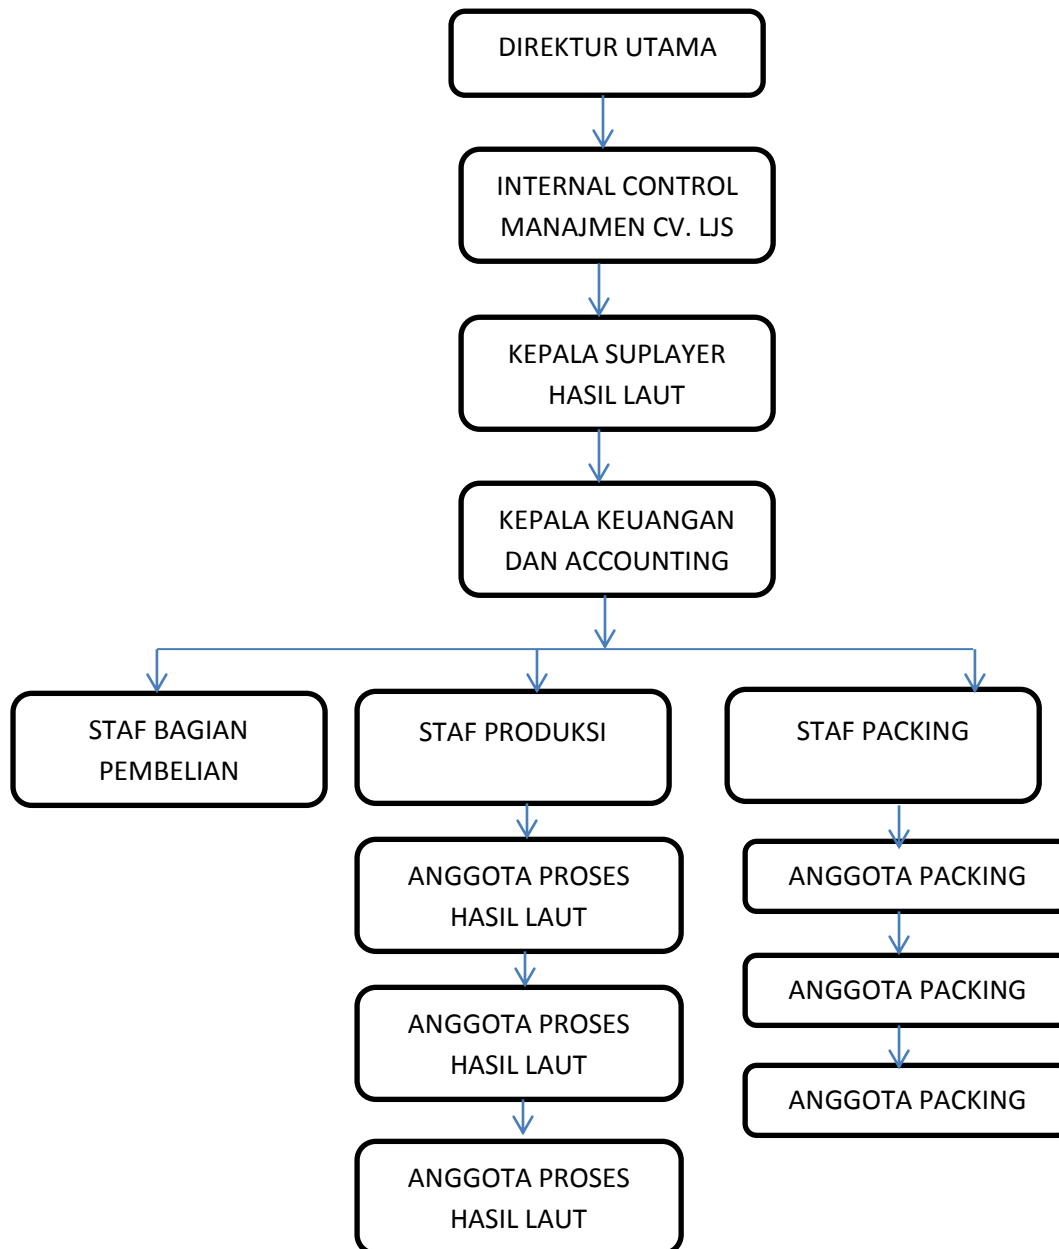 DIREKTUR UTAMA
INTERNAL CONTROL
MANAJMEN CV. LJS
KEPALA SUPLAYER
HASIL LAUT
KEPALA KEUANGAN
DAN ACCOUNTING
STAF BAGIAN
PEMBELIAN
STAF PRODUKSI
STAF PACKING
ANGGOTA PROSES
HASIL LAUT
ANGGOTA PACKING
ANGGOTA PROSES
HASIL LAUT
ANGGOTA PACKING
ANGGOTA PROSES
HASIL LAUT
ANGGOTA PACKING